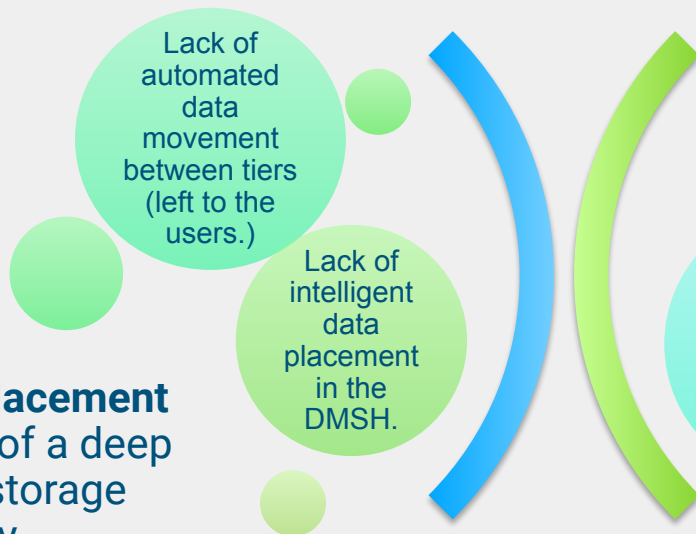 Lack of
automated
data
movement
between tiers
(left to the
users.)
Lack of
intelligent
data
placement
in the
DMSH.
acement
of a deep
storage